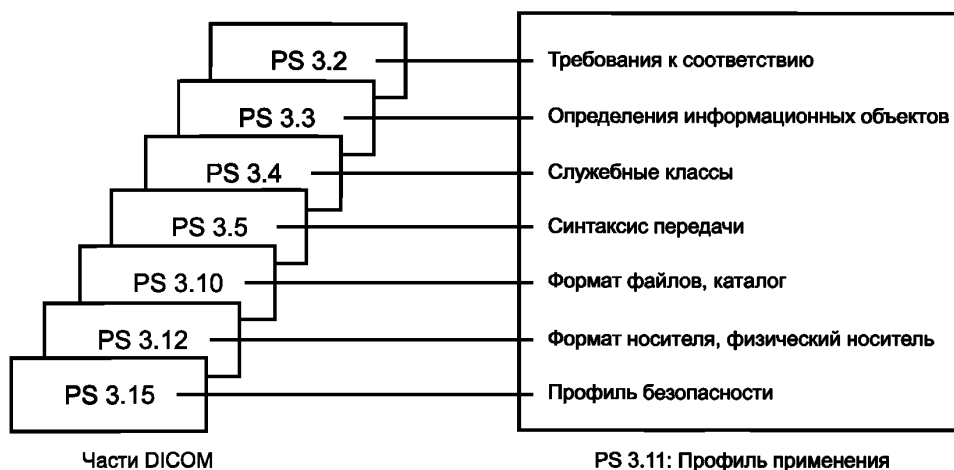 PS 3.2 Требования к соответствию
PS 3.3 Определения информационных объектов
PS 3.4 Служебные классы
PS 3.5 Синтаксис передачи
PS 3.10 Формат файлов, каталог
PS 3.12 Формат носителя, физический носитель
PS 3.15 Профиль безопасности
Части DICOM PS 3.11: Профиль применения